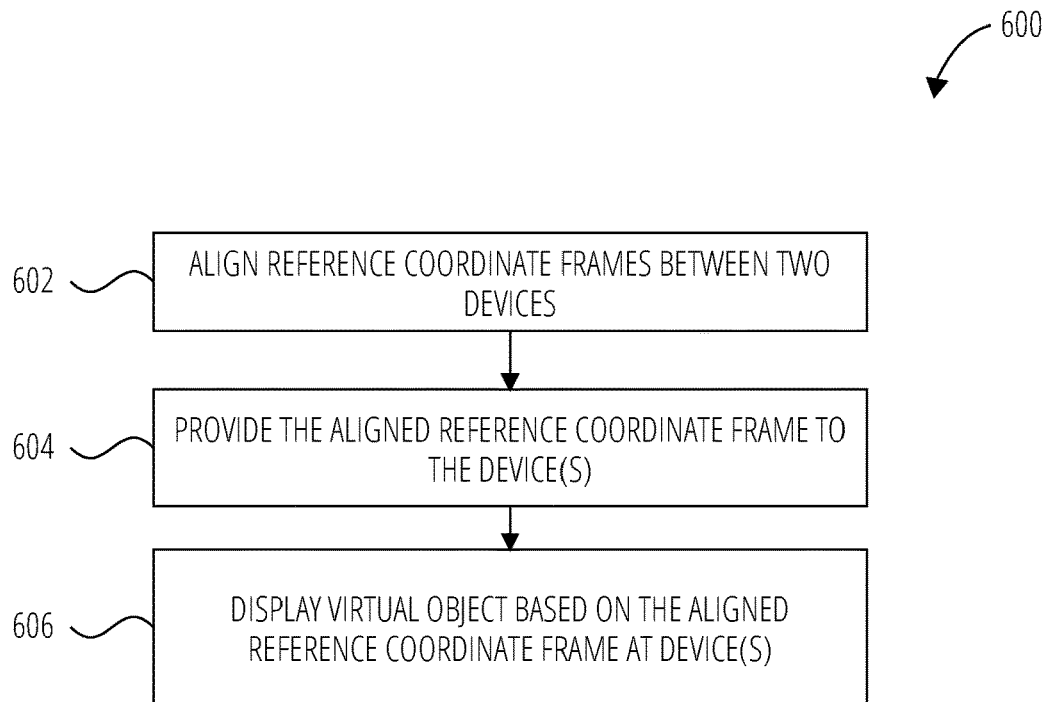 600
602
ALIGN REFERENCE COORDINATE FRAMES BETWEEN TWO
DEVICES
604
PROVIDE THE ALIGNED REFERENCE COORDINATE FRAME TO
THE DEVICE(S)
606
DISPLAY VIRTUAL OBJECT BASED ON THE ALIGNED
REFERENCE COORDINATE FRAME AT DEVICE(S)